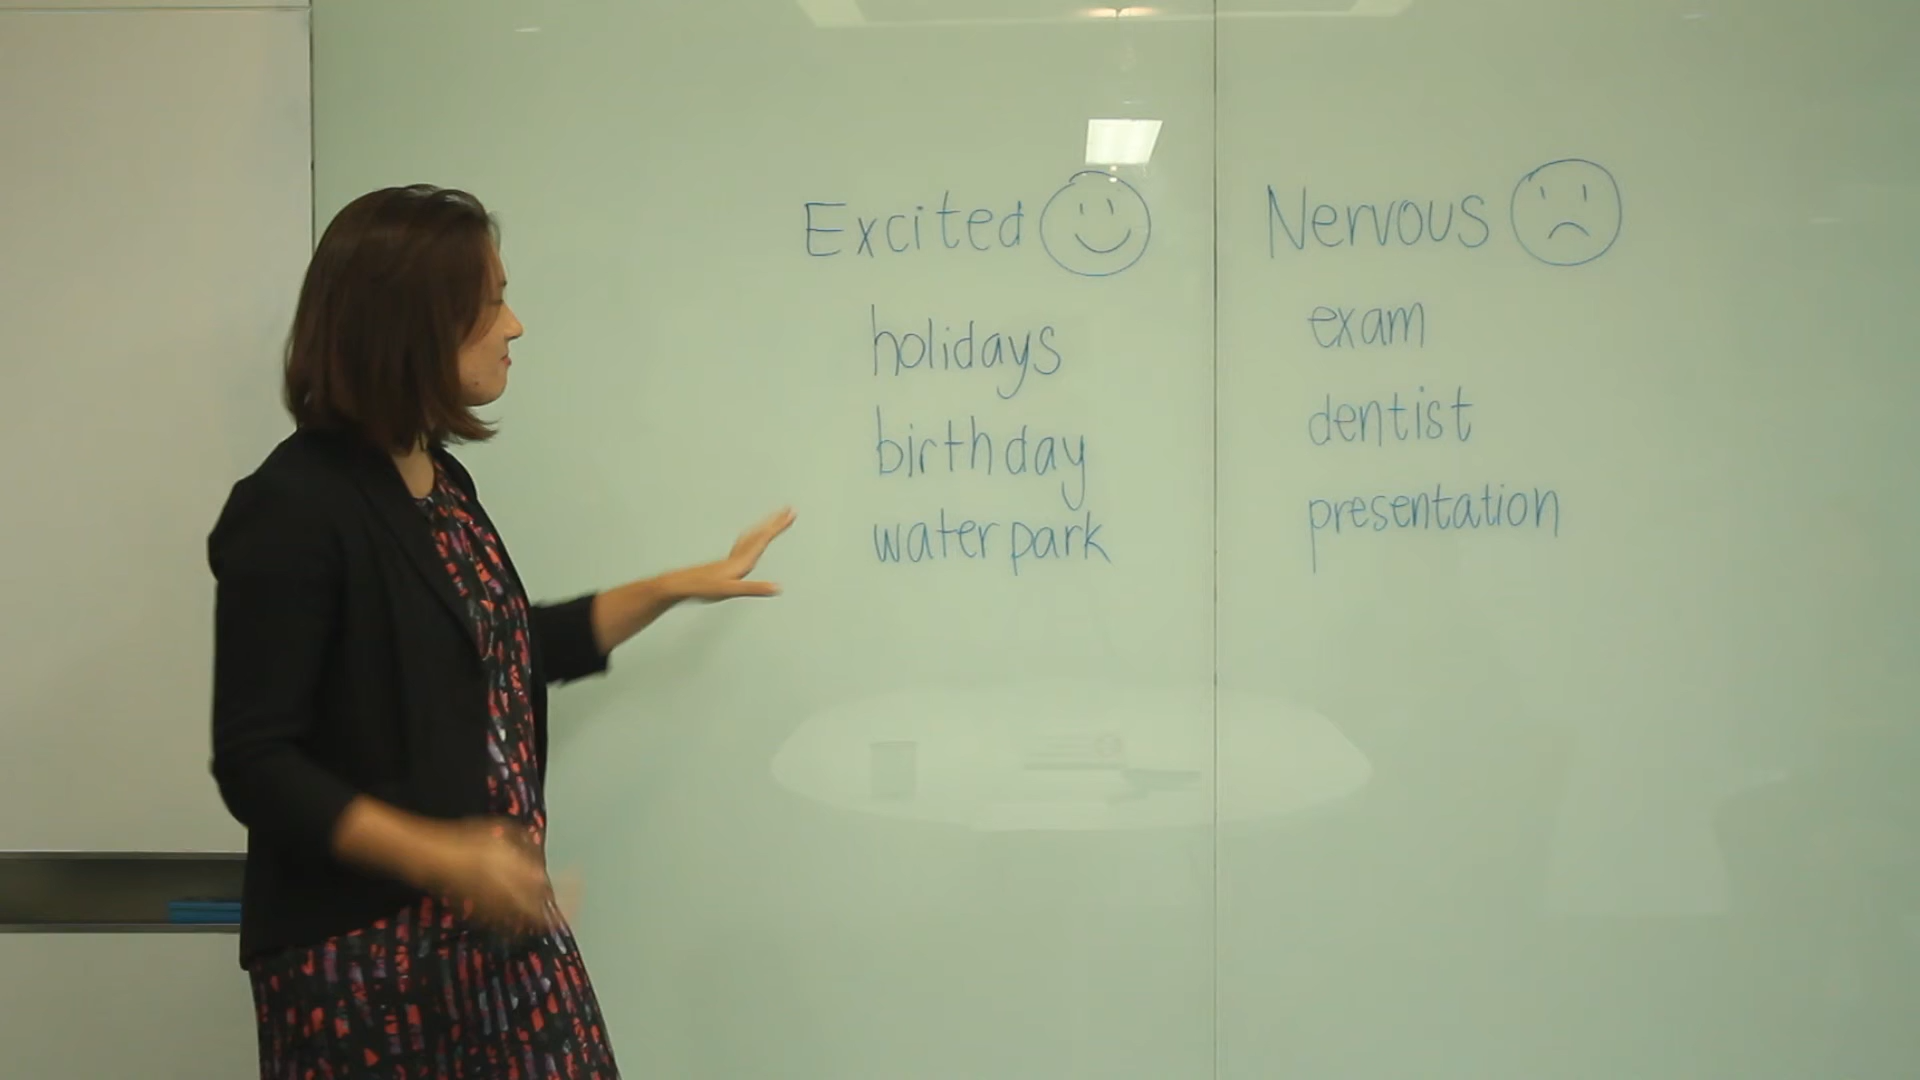 Excited
holidays
birthday
water park
Nervous
exam
dentist
presentation